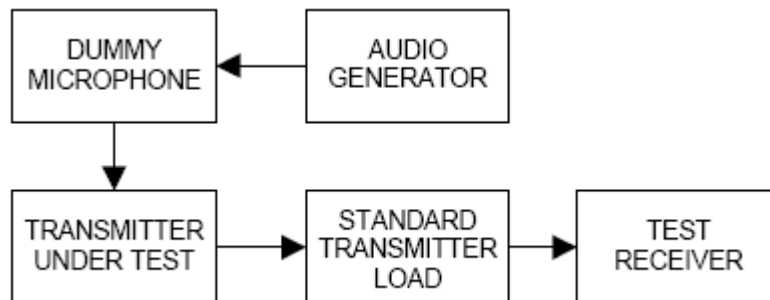 DUMMY
MICROPHONE
AUDIO
GENERATOR
TRANSMITTER
UNDER TEST
STANDARD
TRANSMITTER
LOAD
TEST
RECEIVER